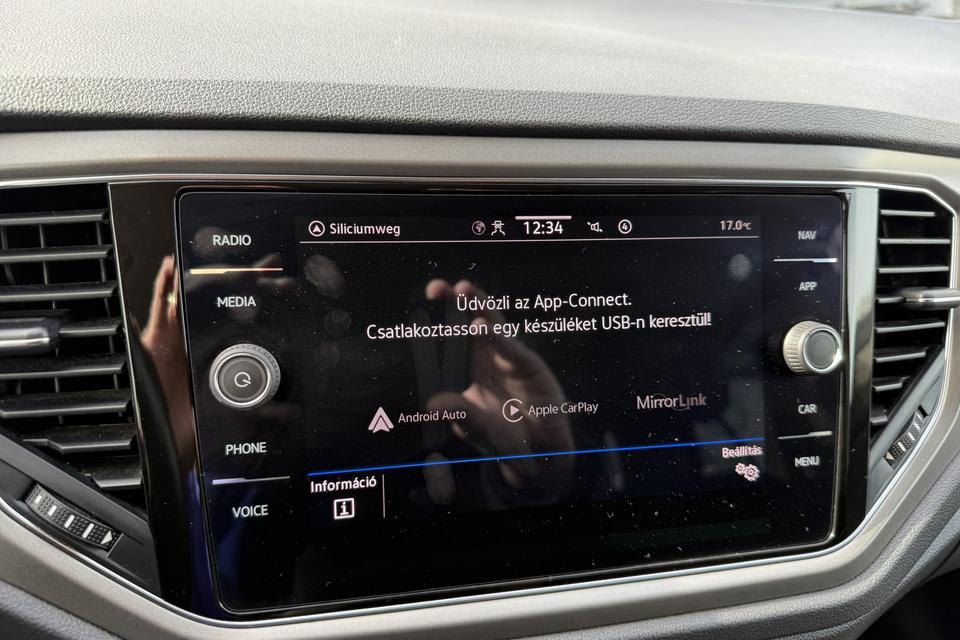 RADIO
MEDIA
PHONE
VOICE
Siliciumweg
12:34
4
17.0°C
Üdvözli az App-Connect.
Csatlakoztasson egy készüléket USB-n keresztül!
Android Auto
Apple CarPlay
MirrorLink
Információ
i
Beállítás
NAV
APP
CAR
MENU